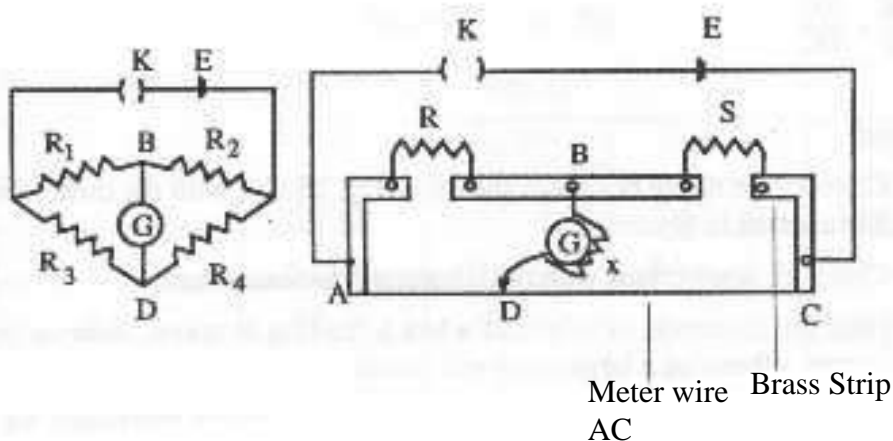 K E
R1 B R2
G
R3 R4
D
K E
R S
B
G
x
A D C
Meter wire Brass Strip
AC